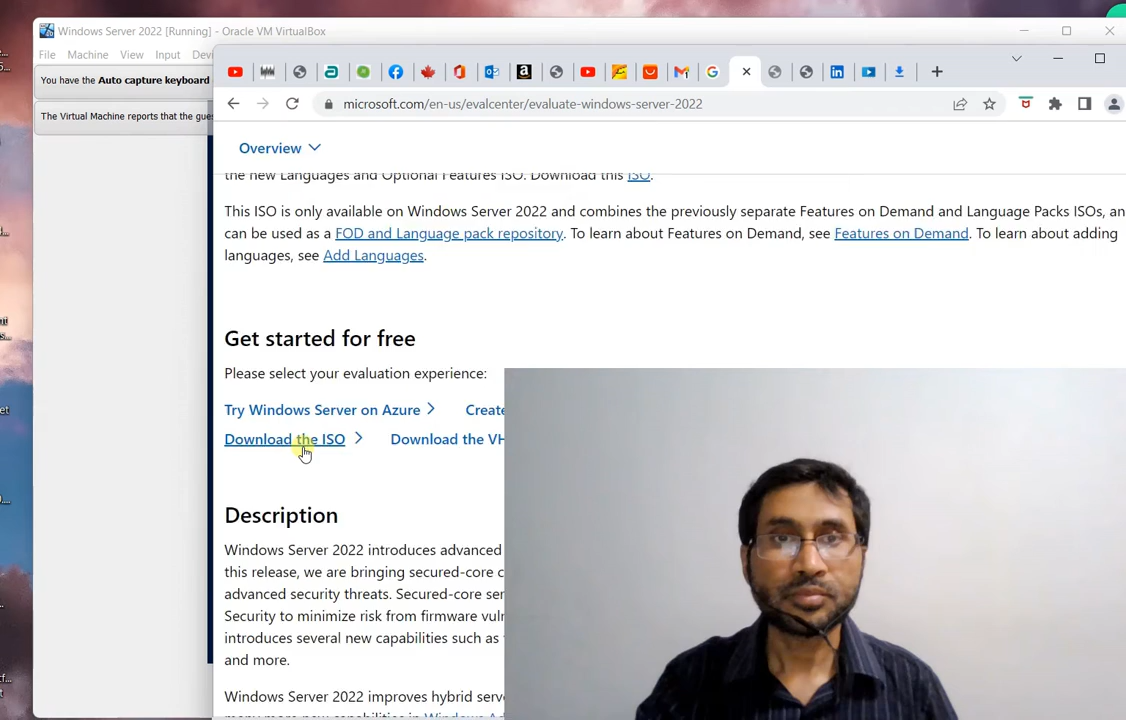 Windows Server 2022 [Running] - Oracle VM VirtualBox
File Machine View Input
You have the Auto capture keyboard
The Virtual Machine reports that the
microsoft.com/en-us/evalcenter/evaluate-windows-server-2022
Overview
the new Languages and Optional Features ISO. Download this ISO.
This ISO is only available on Windows Server 2022 and combines the previously separate Features on Demand and Language Packs ISOs, an
can be used as a FOD and Language pack repository. To learn about Features on Demand, see Features on Demand. To learn about adding
languages, see Add Languages.
Get started for free
Please select your evaluation experience:
Try Windows Server on Azure Create
Download the ISO Download the VH
Description
Windows Server 2022 introduces advanced
this release, we are bringing secured-core c
advanced security threats. Secured-core ser
Security to minimize risk from firmware vuln
introduces several new capabilities such as
and more.
Windows Server 2022 improves hybrid serve
many more new capabilities in Windows Ad